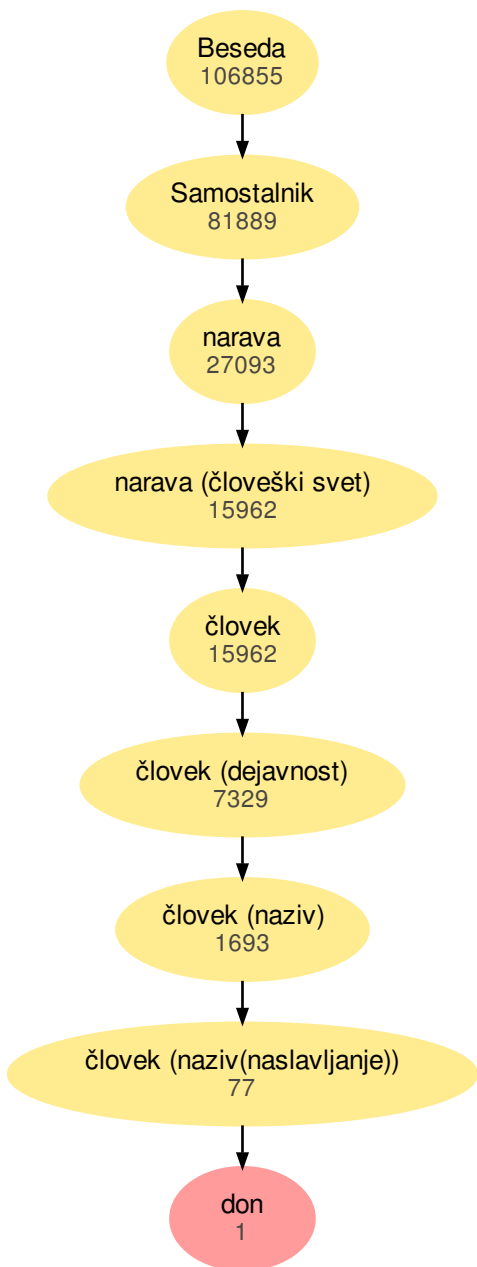 Beseda
106855
Samostalnik
81889
narava
27093
narava (človeški svet)
15962
človek
15962
človek (dejavnost)
7329
človek (naziv)
1693
človek (naziv(naslavljanje))
77
don
1